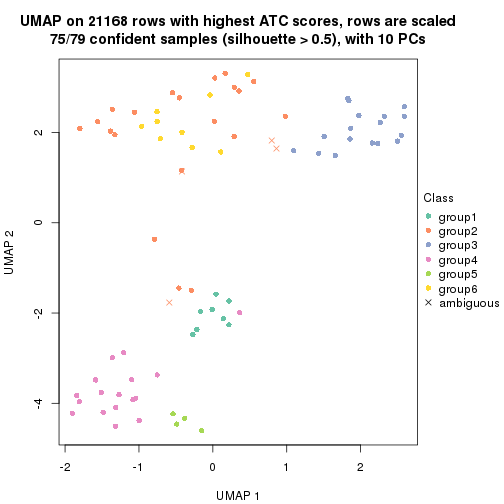 UMAP on 21168 rows with highest ATC scores, rows are scaled
75/79 confident samples (silhouette > 0.5), with 10 PCs
UMAP 2
2
0
-2
-4
-2
-1
0
1
2
UMAP 1
Class
group1
group2
group3
group4
group5
group6
ambiguous